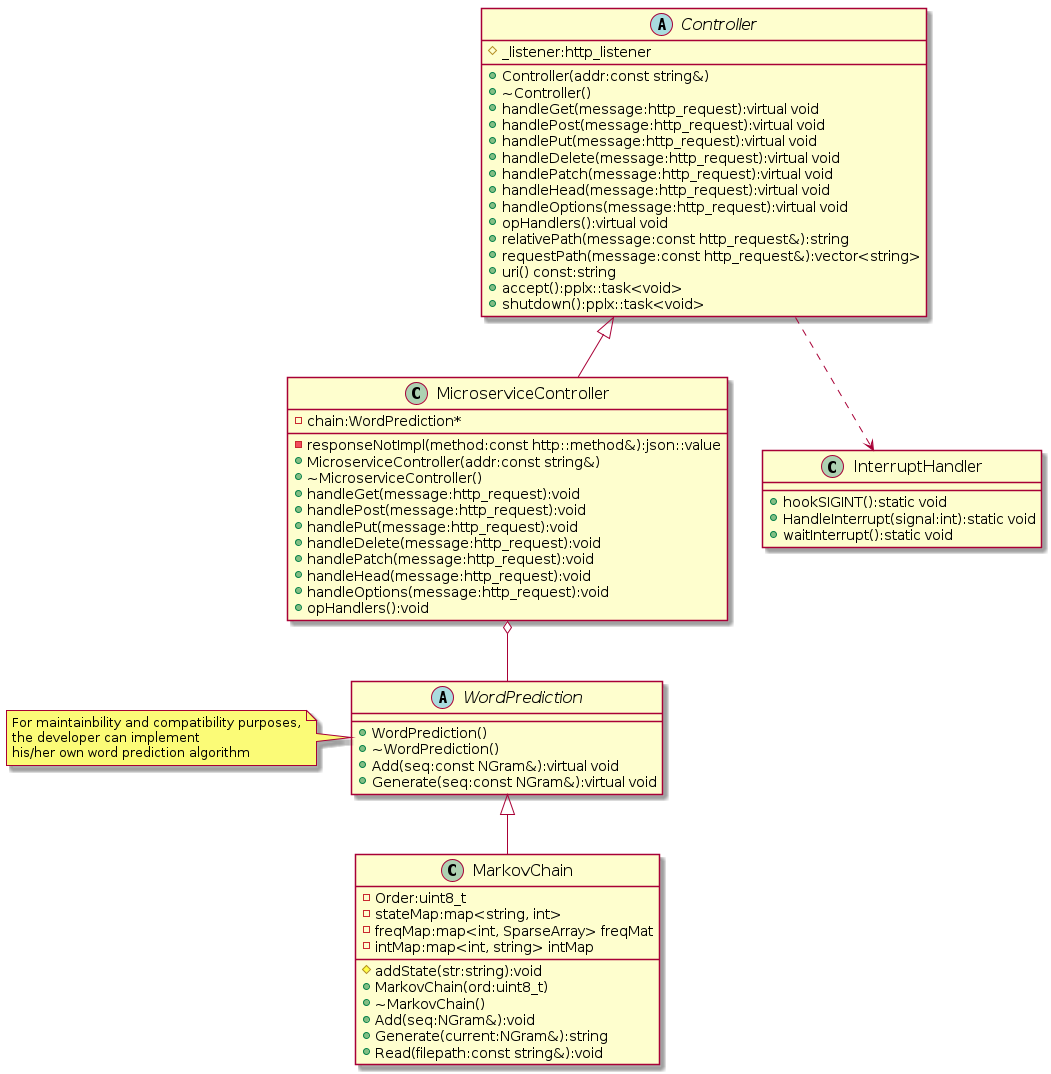 A Controller
_listener:http_listener
Controller(addr:const string&)
~Controller()
handleGet(message:http_request):virtual void
handlePost(message:http_request):virtual void
handlePut(message:http_request):virtual void
handleDelete(message:http_request):virtual void
handlePatch(message:http_request):virtual void
handleHead(message:http_request):virtual void
handleOptions(message:http_request):virtual void
opHandlers():virtual void
relativePath(message:const http_request&):string
requestPath(message:const http_request&):vector<string>
uri() const:string
accept():pplx::task<void>
shutdown():pplx::task<void>
C MicroserviceController
chain:WordPrediction*
responseNotImpl(method:const http::method&):json::value
MicroserviceController(addr:const string&)
~MicroserviceController()
handleGet(message:http_request):void
handlePost(message:http_request):void
handlePut(message:http_request):void
handleDelete(message:http_request):void
handlePatch(message:http_request):void
handleHead(message:http_request):void
handleOptions(message:http_request):void
opHandlers():void
C InterruptHandler
hookSIGINT():static void
HandleInterrupt(signal:int):static void
waitInterrupt():static void
For maintainbility and compatibility purposes,
the developer can implement
his/her own word prediction algorithm
A WordPrediction
WordPrediction()
~WordPrediction()
Add(seq:const NGram&):virtual void
Generate(seq:const NGram&):virtual void
C MarkovChain
Order:uint8_t
stateMap:map<string, int>
freqMap:map<int, SparseArray> freqMat
intMap:map<int, string> intMap
addState(str:string):void
MarkovChain(ord:uint8_t)
~MarkovChain()
Add(seq:NGram&):void
Generate(current:NGram&):string
Read(filepath:const string&):void